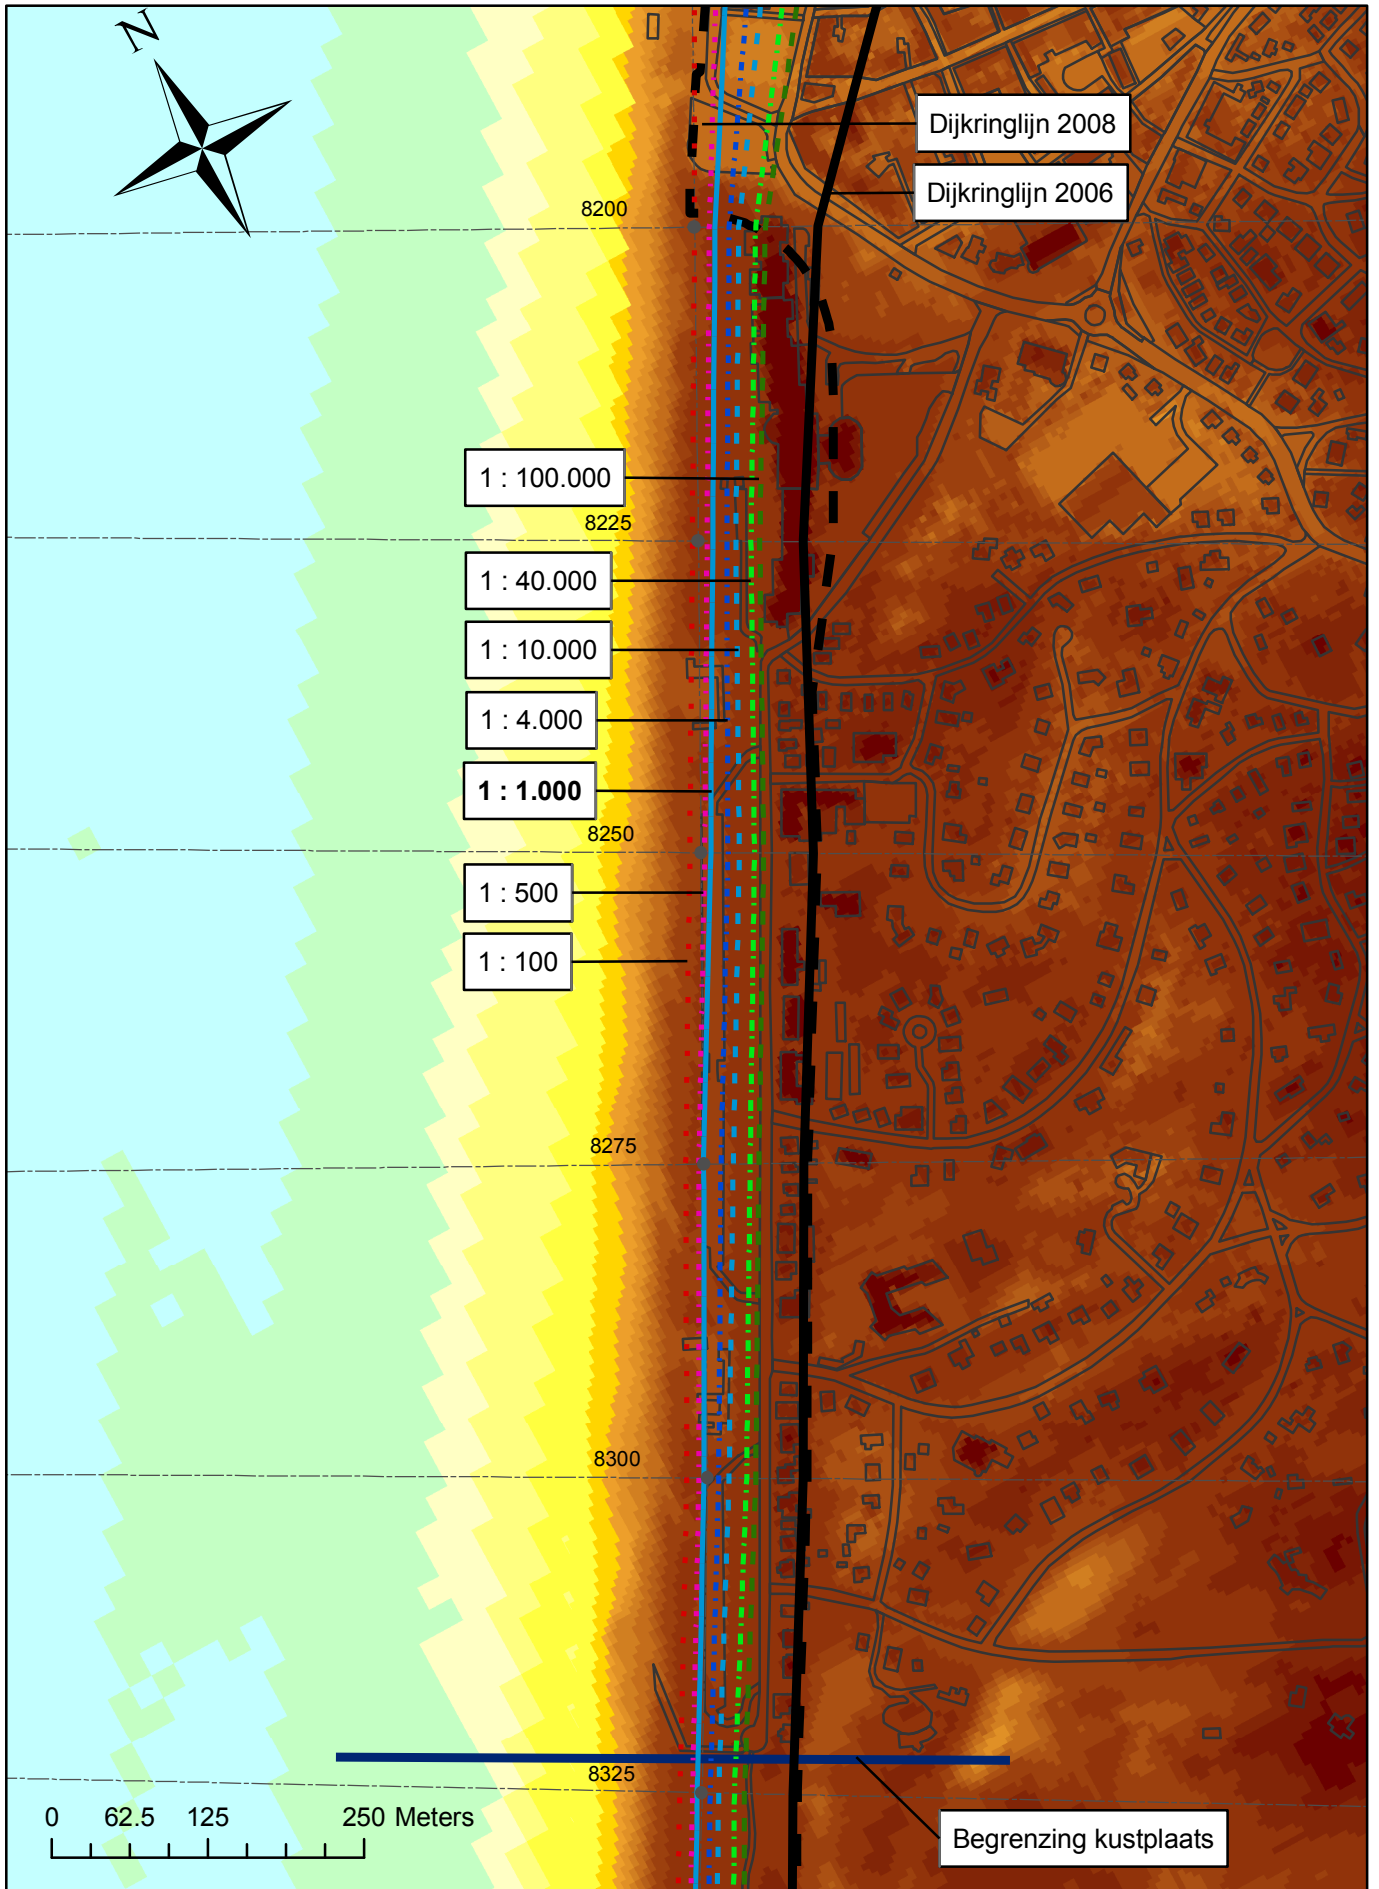 N
Dijkringlijn 2008
Dijkringlijn 2006
8200
1 : 100.000
8225
1 : 40.000
1 : 10.000
1 : 4.000
1 : 1.000
8250
1 : 500
1 : 100
8275
8300
8325
0 62.5 125 250 Meters
Begrenzing kustplaats